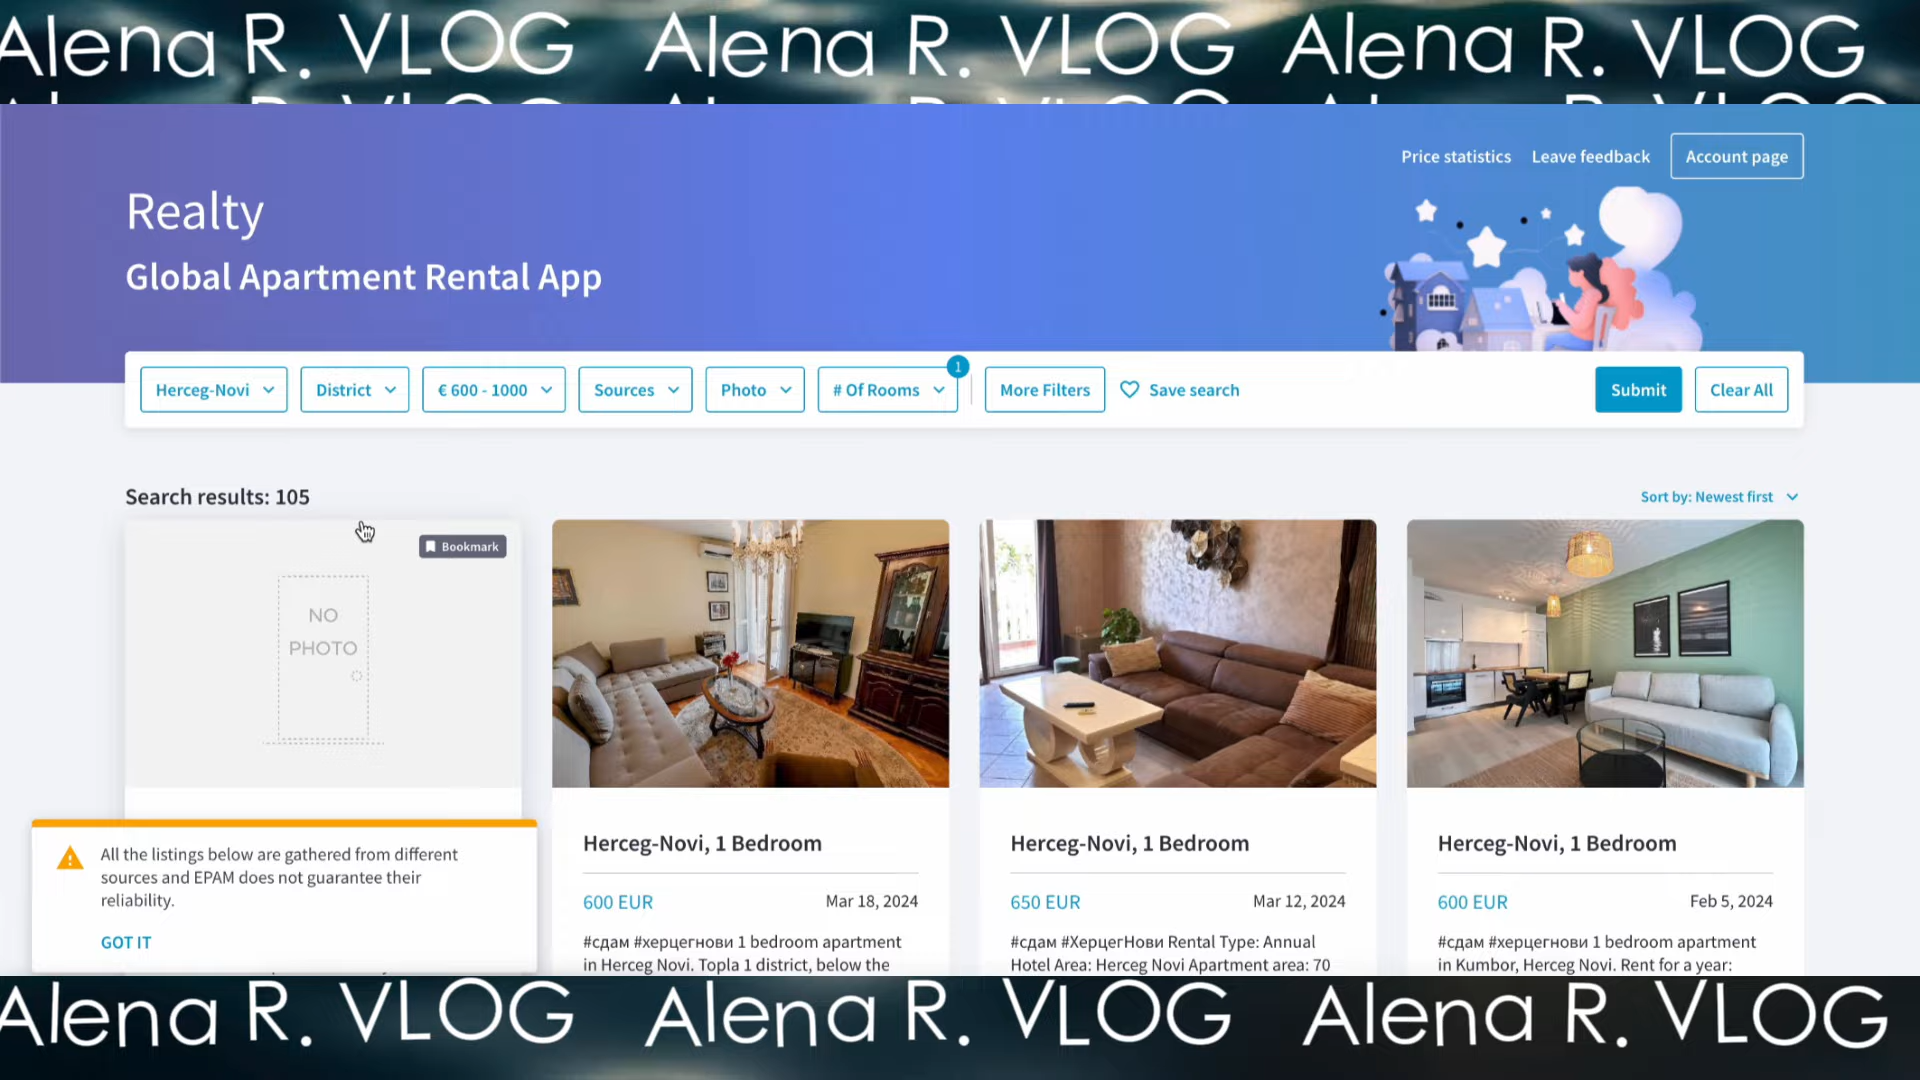 Alena R. VLOG Alena R. VLOG Alena R. VLOG
Price statistics Leave feedback Account page
Realty
Global Apartment Rental App
Herceg-Novi District € 600 - 1000 Sources Photo # Of Rooms 1 More Filters Save search Submit Clear All
Search results: 105
Sort by: Newest first
Bookmark
NO
PHOTO
All the listings below are gathered from different
sources and EPAM does not guarantee their
reliability.
GOT IT
Herceg-Novi, 1 Bedroom
600 EUR Mar 18, 2024
#сдам #херцегнови 1 bedroom apartment
in Herceg Novi. Topla 1 district, below the
Herceg-Novi, 1 Bedroom
650 EUR Mar 12, 2024
#сдам #ХерцегНови Rental Type: Annual
Hotel Area: Herceg Novi Apartment area: 70
Herceg-Novi, 1 Bedroom
600 EUR Feb 5, 2024
#сдам #херцегнови 1 bedroom apartment
in Kumbor, Herceg Novi. Rent for a year:
Alena R. VLOG Alena R. VLOG Alena R. VLOG